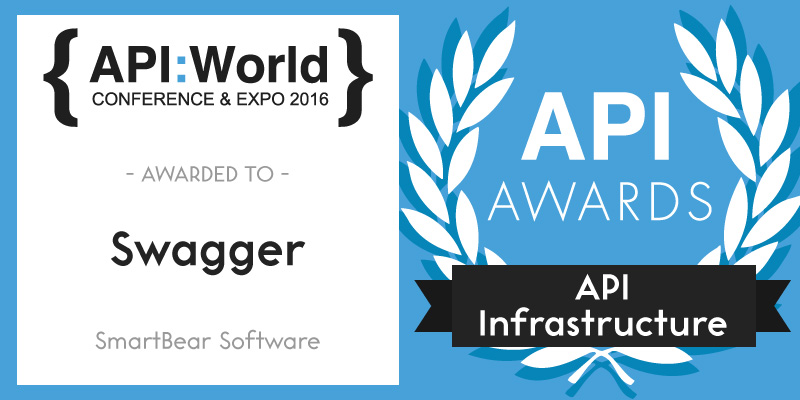 { API:World }
CONFERENCE & EXPO 2016
- AWARDED TO -
Swagger
SmartBear Software
API
AWARDS
API
Infrastructure